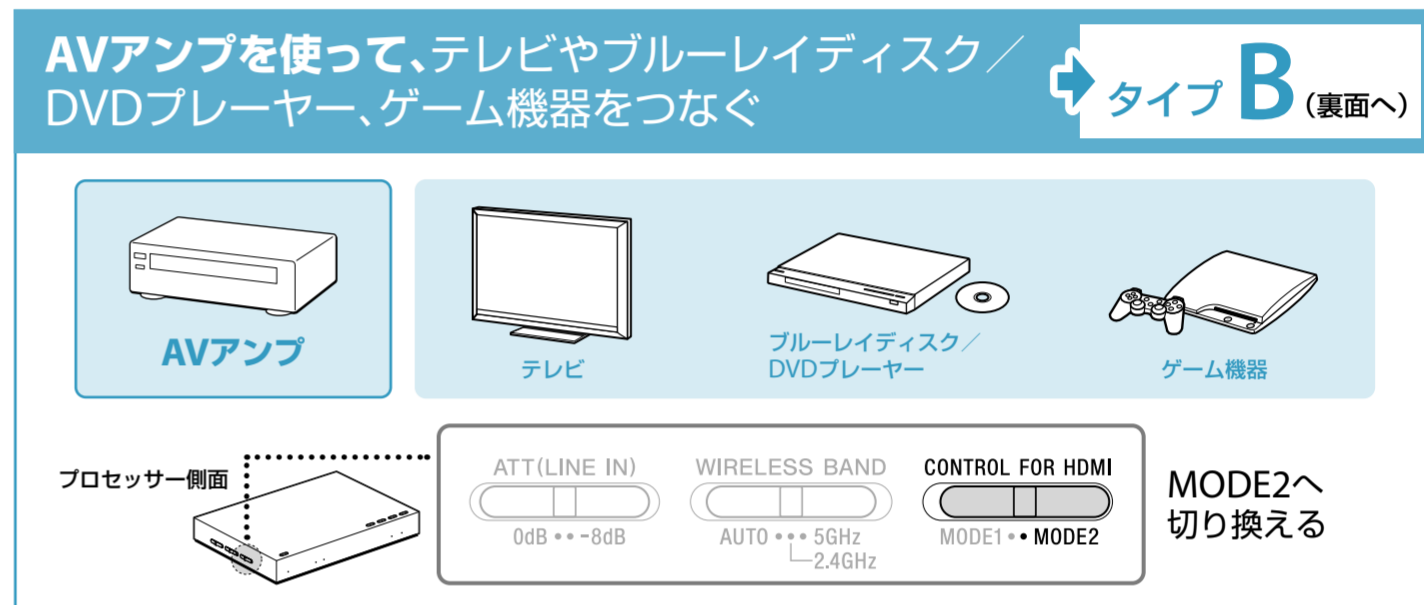 AVアンプを使って、テレビやブルーレイディスク／
DVDプレーヤー、ゲーム機器をつなぐ
タイプ B（裏面へ）
AVアンプ
テレビ
ブルーレイディスク／
DVDプレーヤー
ゲーム機器
プロセッサー側面
ATT(LINE IN)
0dB •• -8dB
WIRELESS BAND
AUTO ••• 5GHz
2.4GHz
CONTROL FOR HDMI
MODE1 •• MODE2
MODE2へ
切り換える